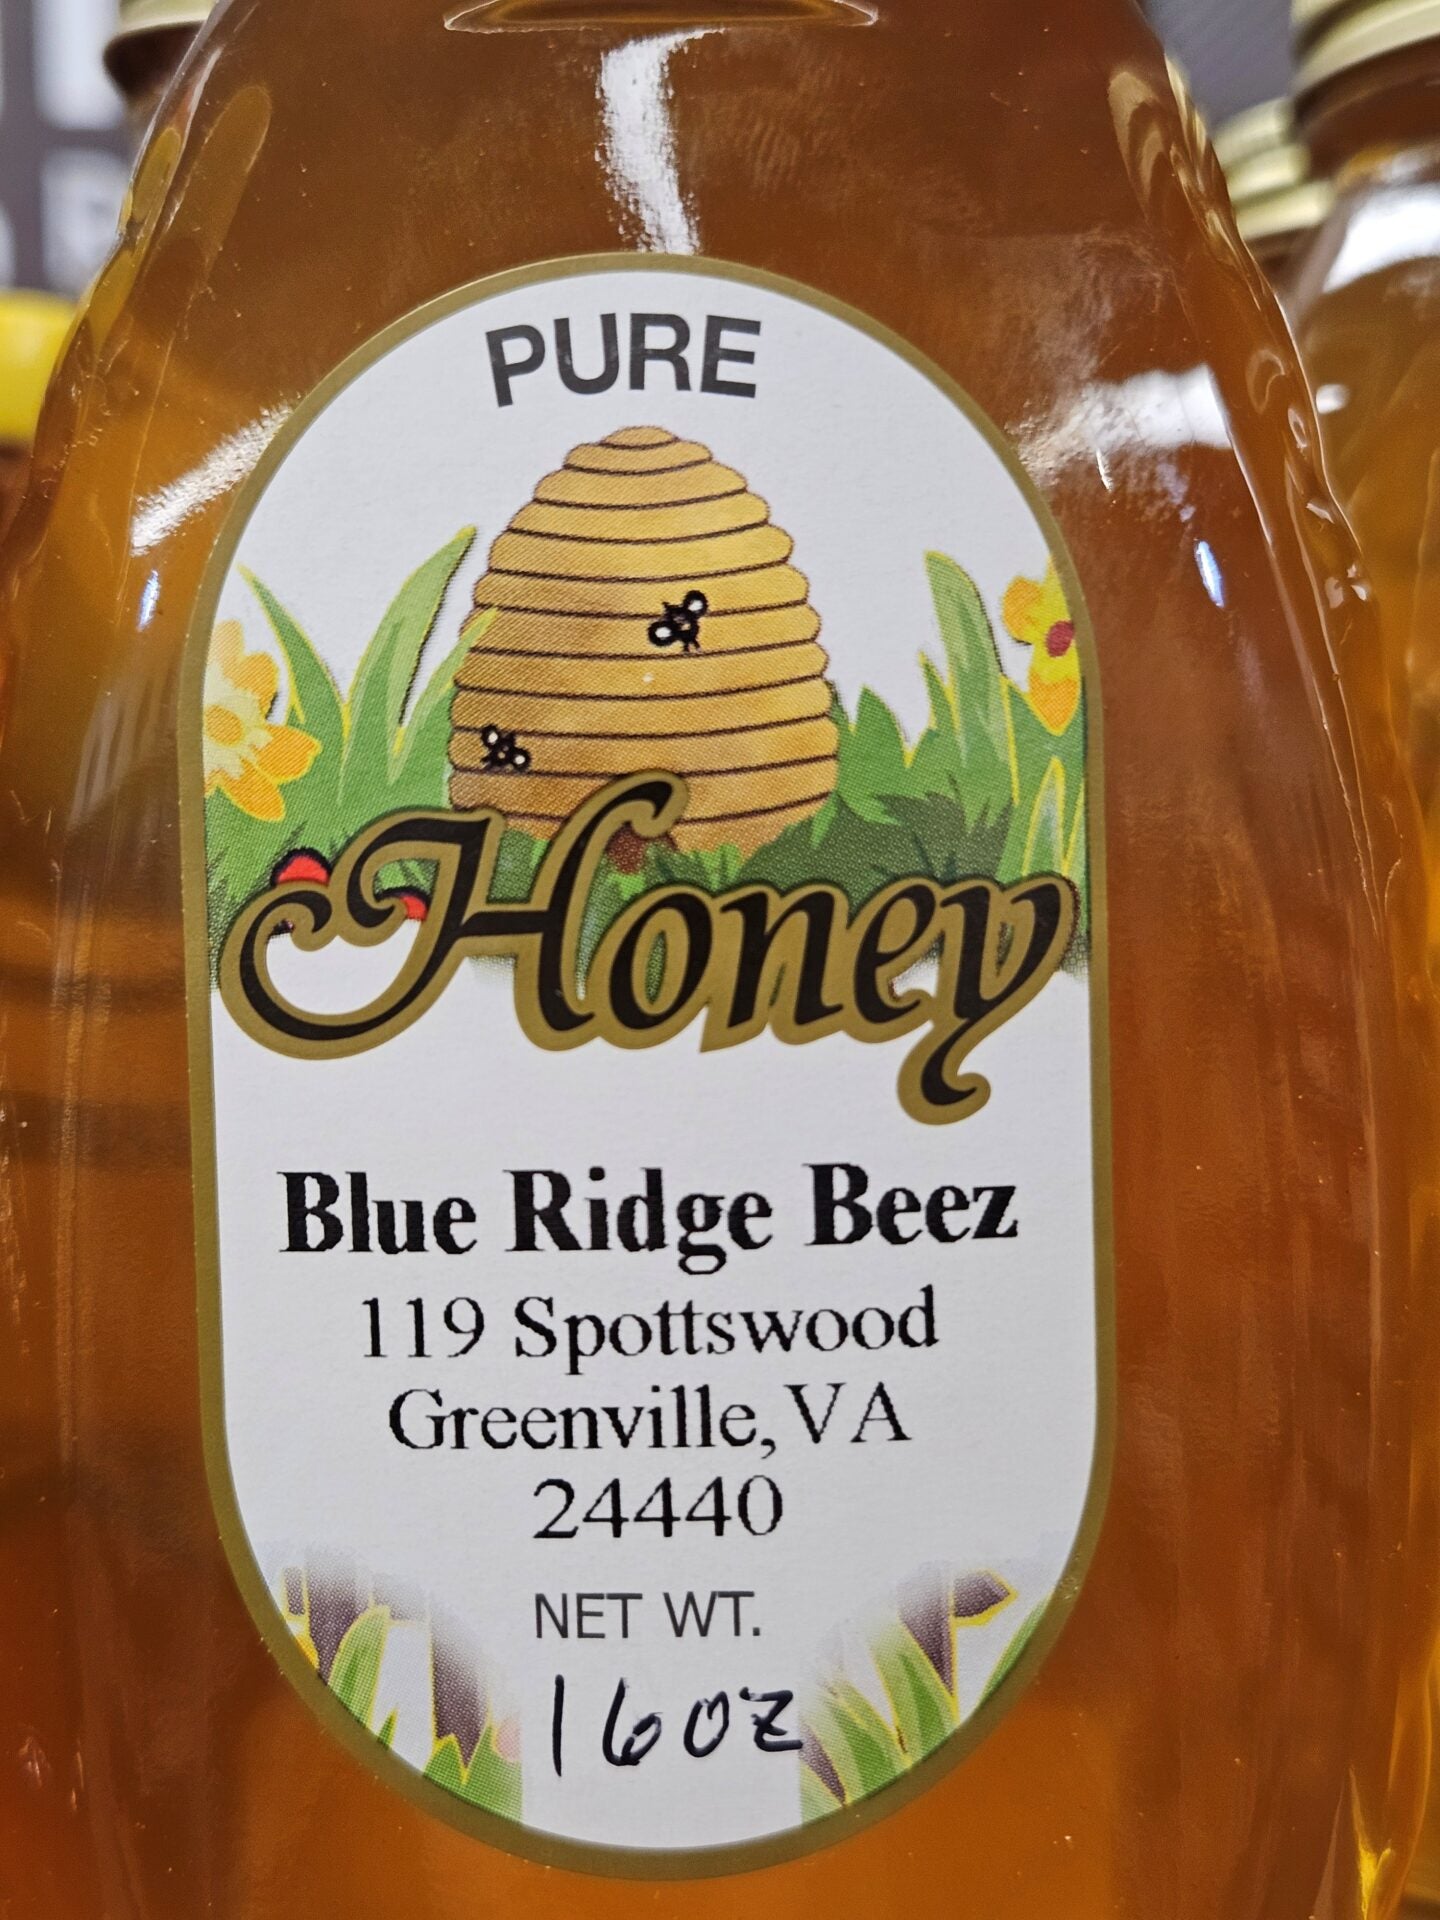 PURE
Honey
Blue Ridge Beez
119 Spottswood
Greenville, VA
24440
NET WT.
16oz